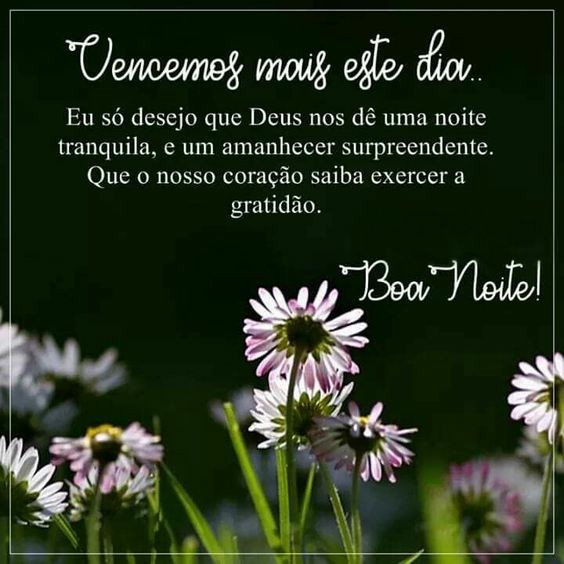 Vencemos mais este dia..
Eu só desejo que Deus nos dê uma noite
tranquila, e um amanhecer surpreendente.
Que o nosso coração saiba exercer a
gratidão.
Boa Noite!